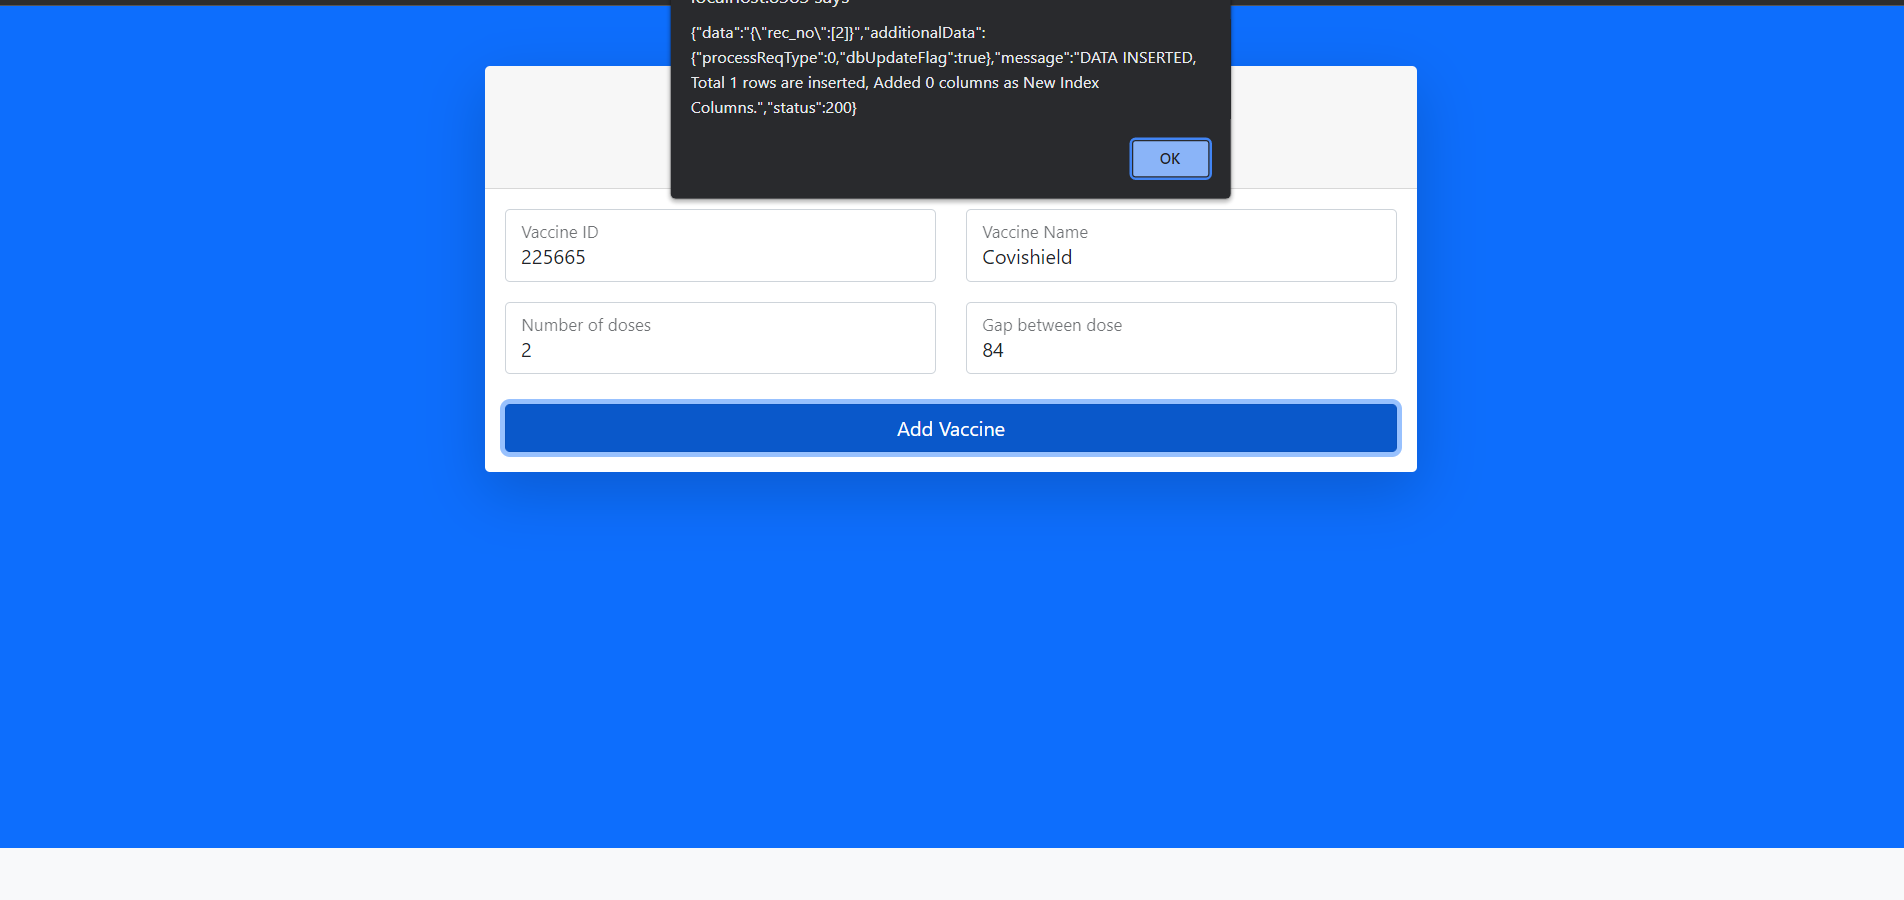 {"data":"{\"rec_no\":[2]}","additionalData":
{"processReqType":0,"dbUpdateFlag":true},"message":"DATA INSERTED,
Total 1 rows are inserted, Added 0 columns as New Index
Columns.","status":200}
OK
Vaccine ID
225665
Vaccine Name
Covishield
Number of doses
2
Gap between dose
84
Add Vaccine